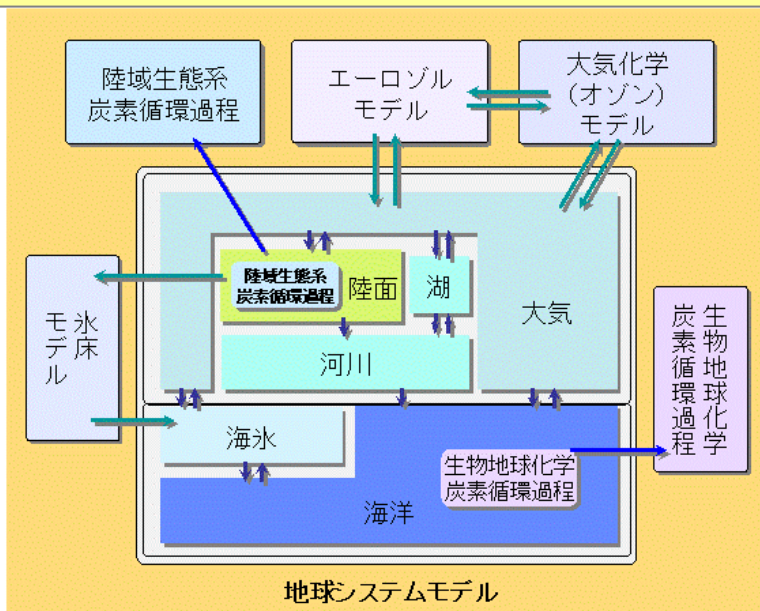 陸域生態系
炭素循環過程
エーロゾル
モデル
大気化学
（オゾン）
モデル
陸域生態系
炭素循環過程
陸面
湖
大気
河川
氷床
モデル
海氷
生物地球化学
炭素循環過程
海洋
生物地球化学
炭素循環過程
地球システムモデル